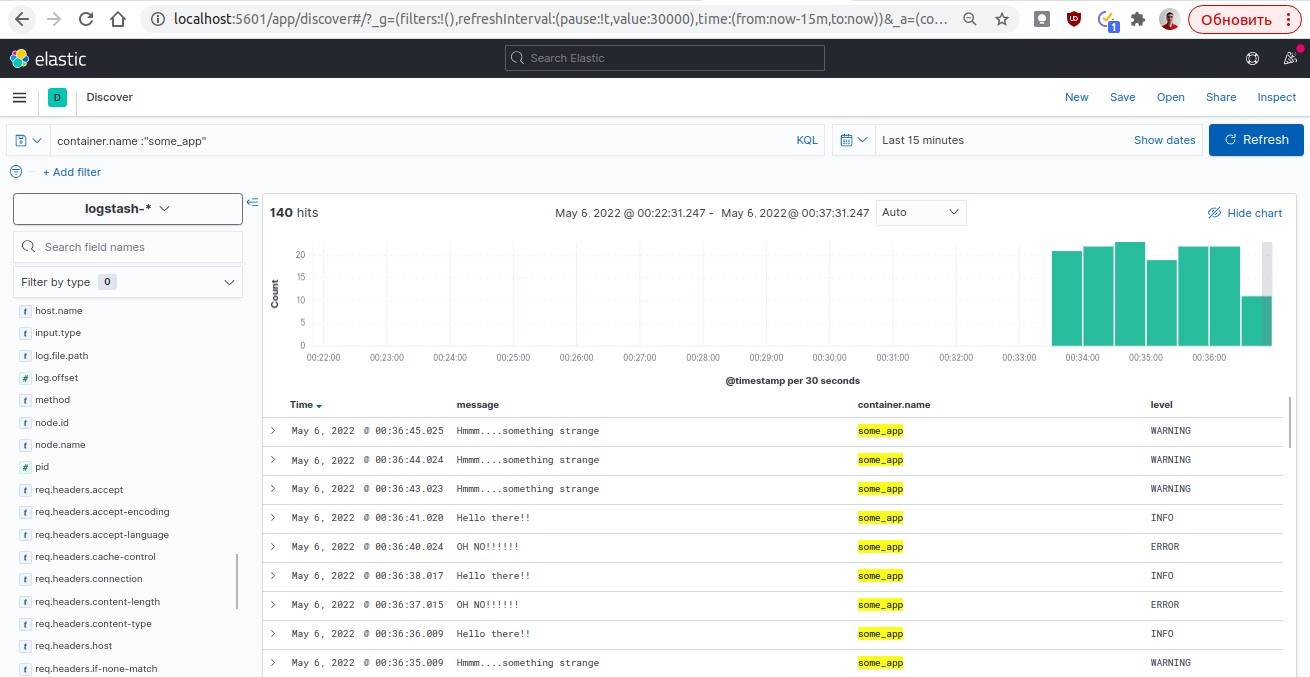 localhost:5601/app/discover#/?_g=(filters:!(),refreshInterval:(pause:!t,value:30000),time:(from:now-15m,to:now))&_a=(co...
1
Обновить
elastic
Search Elastic
D
Discover
New
Save
Open
Share
Inspect
container.name :"some_app"
KQL
Last 15 minutes
Show dates
Refresh
+ Add filter
logstash-*
Search field names
Filter by type 0
t host.name
t input.type
t log.file.path
# log.offset
t method
t node.id
t node.name
# pid
t req.headers.accept
t req.headers.accept-encoding
t req.headers.accept-language
t req.headers.cache-control
t req.headers.connection
t req.headers.content-length
t req.headers.content-type
t req.headers.host
t req.headers.if-none-match
140 hits
May 6, 2022 @ 00:22:31.247 - May 6, 2022 @ 00:37:31.247
Auto
Hide chart
Count
20
15
10
5
0
00:22:00 00:23:00 00:24:00 00:25:00 00:26:00 00:27:00 00:28:00 00:29:00 00:30:00 00:31:00 00:32:00 00:33:00 00:34:00 00:35:00 00:36:00
@timestamp per 30 seconds
Time message container.name level
May 6, 2022 @ 00:36:45.025 Hmmm....something strange some_app WARNING
May 6, 2022 @ 00:36:44.024 Hmmm....something strange some_app WARNING
May 6, 2022 @ 00:36:43.023 Hmmm....something strange some_app WARNING
May 6, 2022 @ 00:36:41.020 Hello there!! some_app INFO
May 6, 2022 @ 00:36:40.024 OH NO!!!!!! some_app ERROR
May 6, 2022 @ 00:36:38.017 Hello there!! some_app INFO
May 6, 2022 @ 00:36:37.015 OH NO!!!!!! some_app ERROR
May 6, 2022 @ 00:36:36.009 Hello there!! some_app INFO
May 6, 2022 @ 00:36:35.009 Hmmm....something strange some_app WARNING